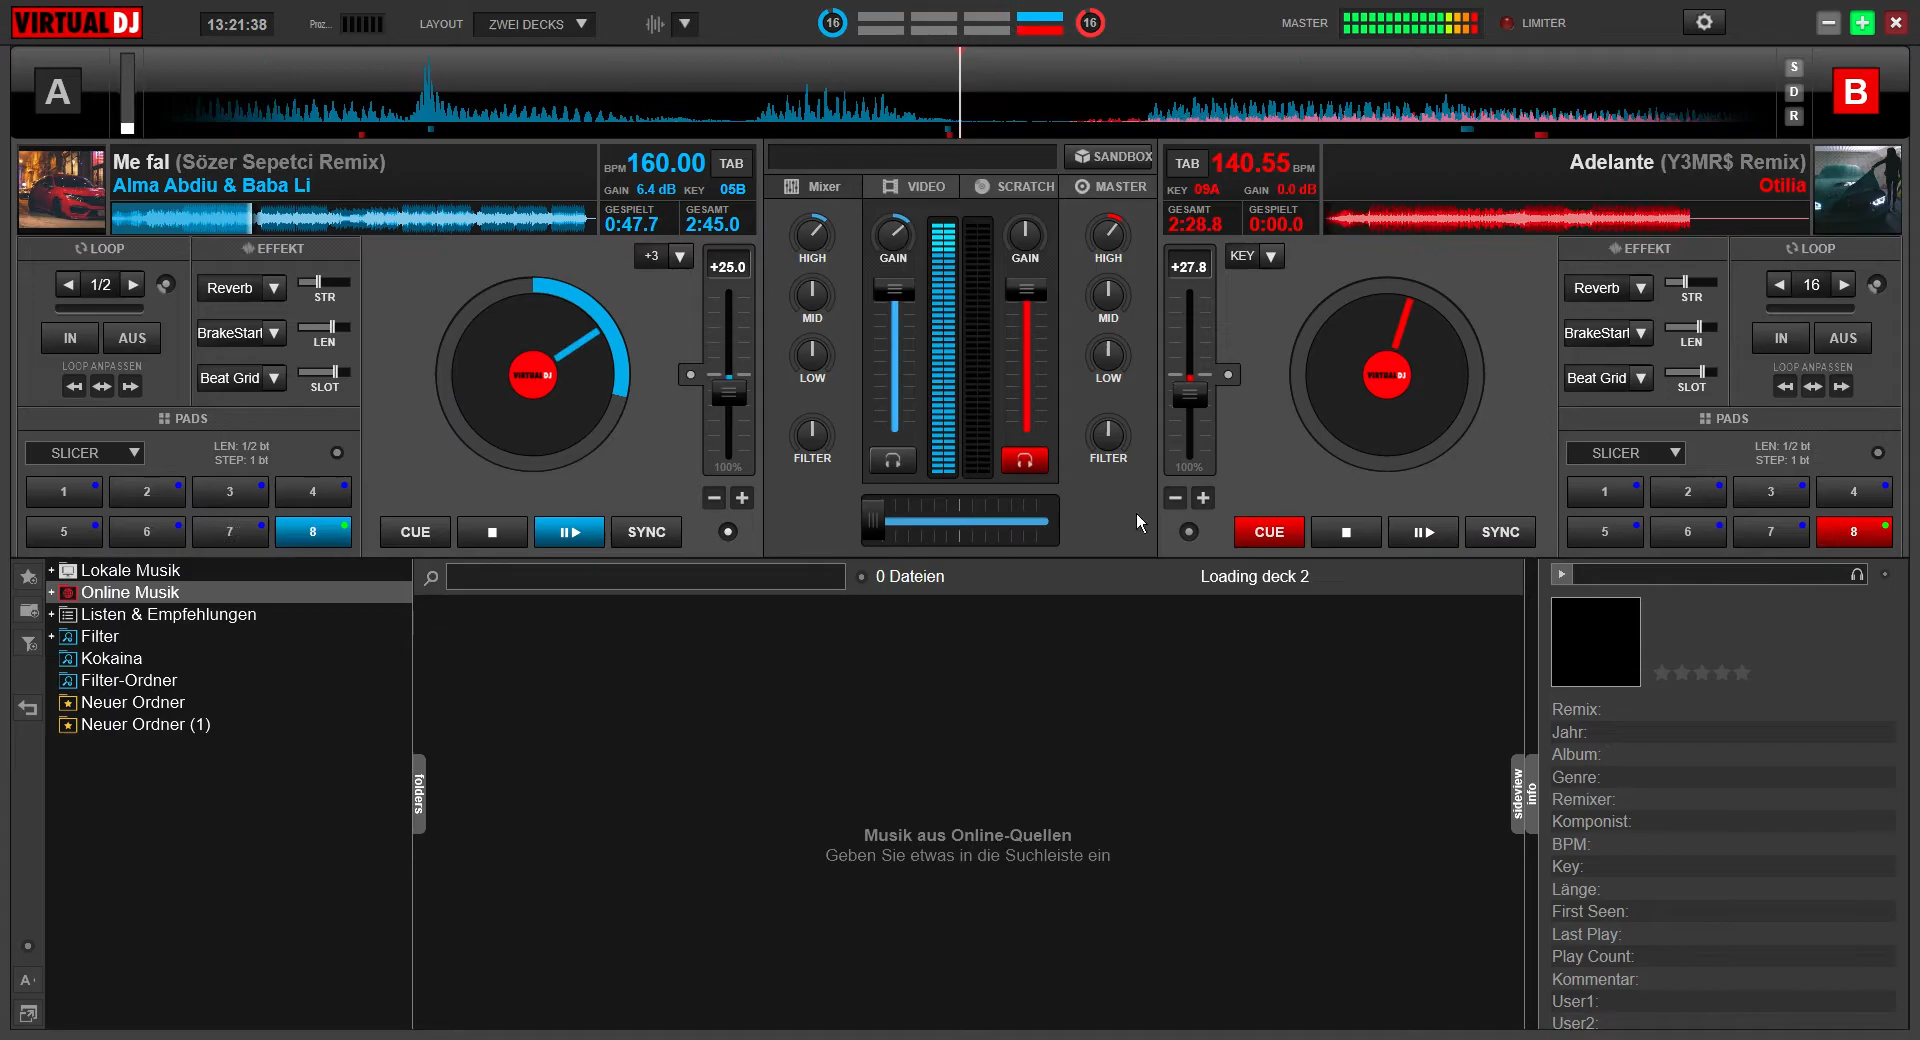 VIRTUAL DJ
13:21:38
Proz...
LAYOUT
ZWEI DECKS
16
16
MASTER
LIMITER
A
S
D
R
B
Me fal (Sözer Sepetci Remix)
Alma Abdiu & Baba Li
BPM 160.00 TAB
GAIN 6.4 dB KEY 05B
GESPIELT GESAMT
0:47.7 2:45.0
SANDBOX
Mixer VIDEO SCRATCH MASTER
TAB 140.55 BPM
KEY 09A GAIN 0.0 dB
GESAMT GESPIELT
2:28.8 0:00.0
Adelante (Y3MR$ Remix)
Otilia
LOOP
1/2
IN AUS
LOOP ANPASSEN
EFFEKT
Reverb STR
BrakeStart LEN
Beat Grid SLOT
PADS
SLICER
LEN: 1/2 bt
STEP: 1 bt
1 2 3 4
5 6 7 8
VIRTUAL DJ
+3
+25.0
100%
CUE SYNC
HIGH GAIN GAIN HIGH
MID MID
LOW LOW
FILTER FILTER
+27.8
KEY
100%
VIRTUAL DJ
CUE SYNC
EFFEKT
Reverb STR
BrakeStart LEN
Beat Grid SLOT
LOOP
16
IN AUS
LOOP ANPASSEN
PADS
SLICER
LEN: 1/2 bt
STEP: 1 bt
1 2 3 4
5 6 7 8
Lokale Musik
Online Musik
Listen & Empfehlungen
Filter
Kokaina
Filter-Ordner
Neuer Ordner
Neuer Ordner (1)
A
folders
0 Dateien
Loading deck 2
Musik aus Online-Quellen
Geben Sie etwas in die Suchleiste ein
sideview
info
Remix:
Jahr:
Album:
Genre:
Remixer:
Komponist:
BPM:
Key:
Länge:
First Seen:
Last Play:
Play Count:
Kommentar:
User1:
User2: